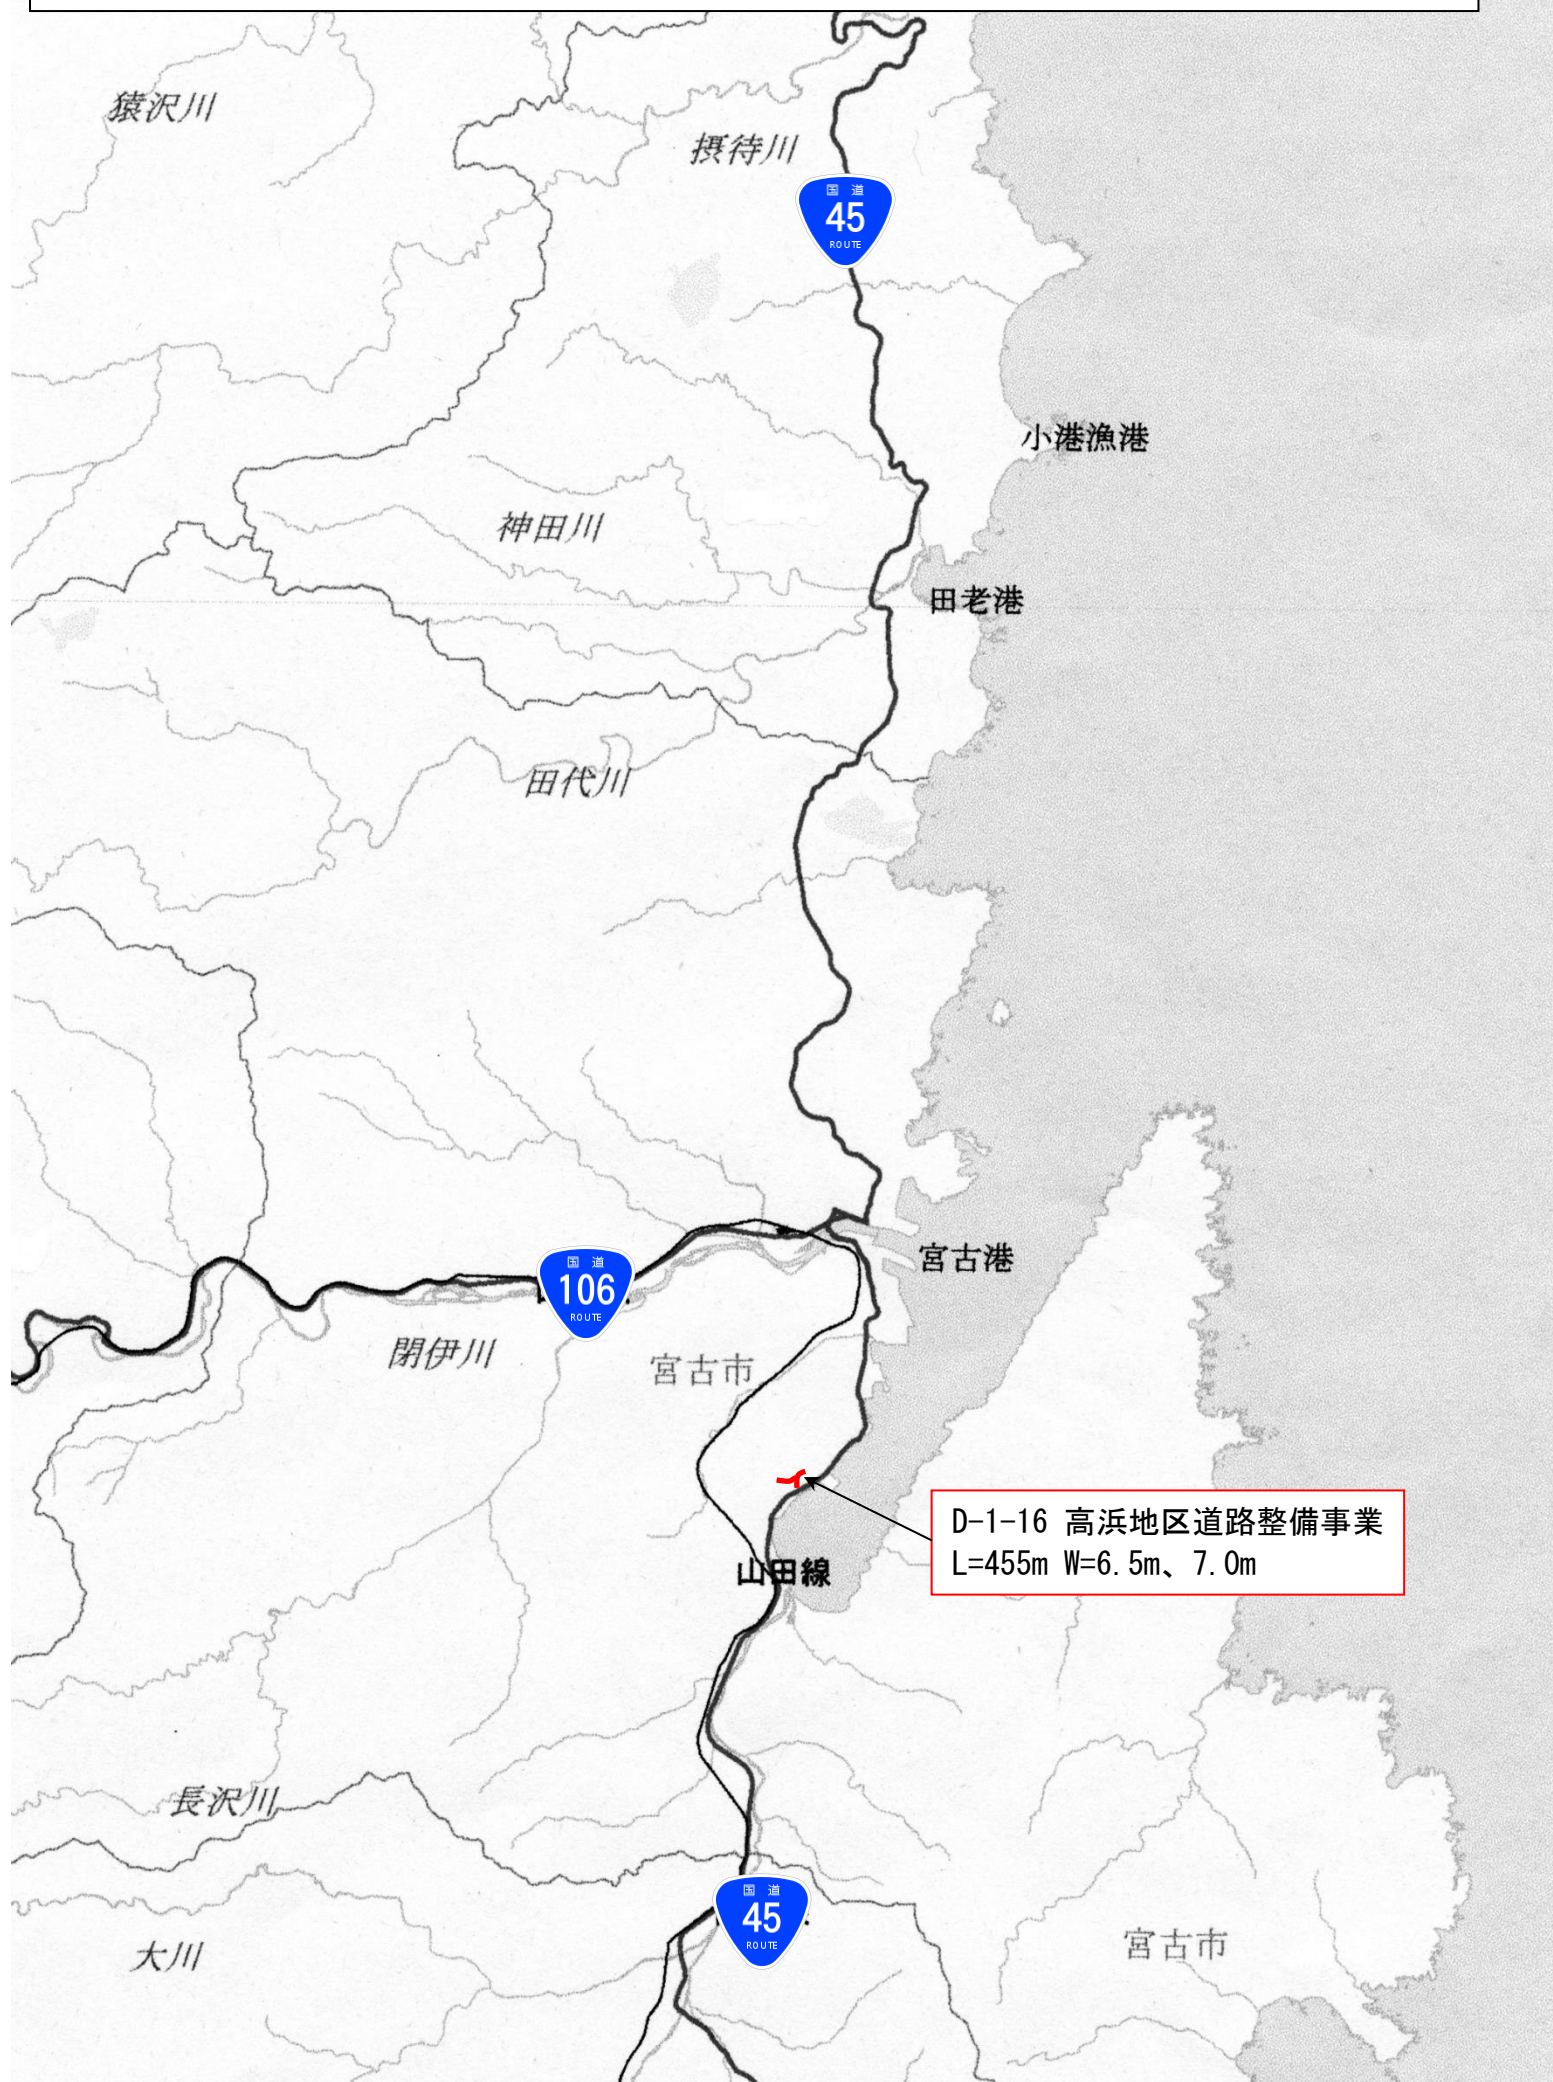 猿沢川
摂待川
国道
45
ROUTE
小港漁港
神田川
田老港
田代川
宮古港
国道
106
ROUTE
閉伊川
宮古市
D-1-16 高浜地区道路整備事業
L=455m W=6.5m、7.0m
山田線
長沢川
国道
45
ROUTE
大川
宮古市